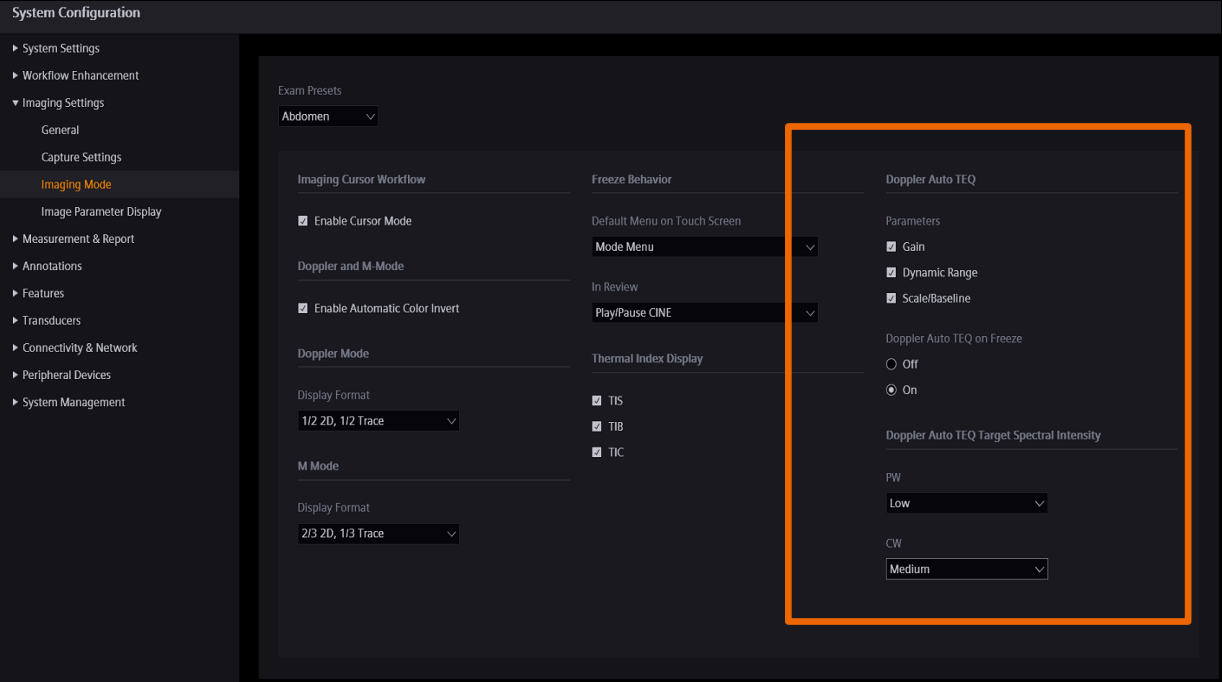 System Configuration
System Settings
Workflow Enhancement
Imaging Settings
General
Capture Settings
Imaging Mode
Image Parameter Display
Measurement & Report
Annotations
Features
Transducers
Connectivity & Network
Peripheral Devices
System Management
Exam Presets
Abdomen
Imaging Cursor Workflow
Enable Cursor Mode
Doppler and M-Mode
Enable Automatic Color Invert
Doppler Mode
Display Format
1/2 2D, 1/2 Trace
M Mode
Display Format
2/3 2D, 1/3 Trace
Freeze Behavior
Default Menu on Touch Screen
Mode Menu
In Review
Play/Pause CINE
Thermal Index Display
TIS
TIB
TIC
Doppler Auto TEQ
Parameters
Gain
Dynamic Range
Scale/Baseline
Doppler Auto TEQ on Freeze
Off
On
Doppler Auto TEQ Target Spectral Intensity
PW
Low
CW
Medium